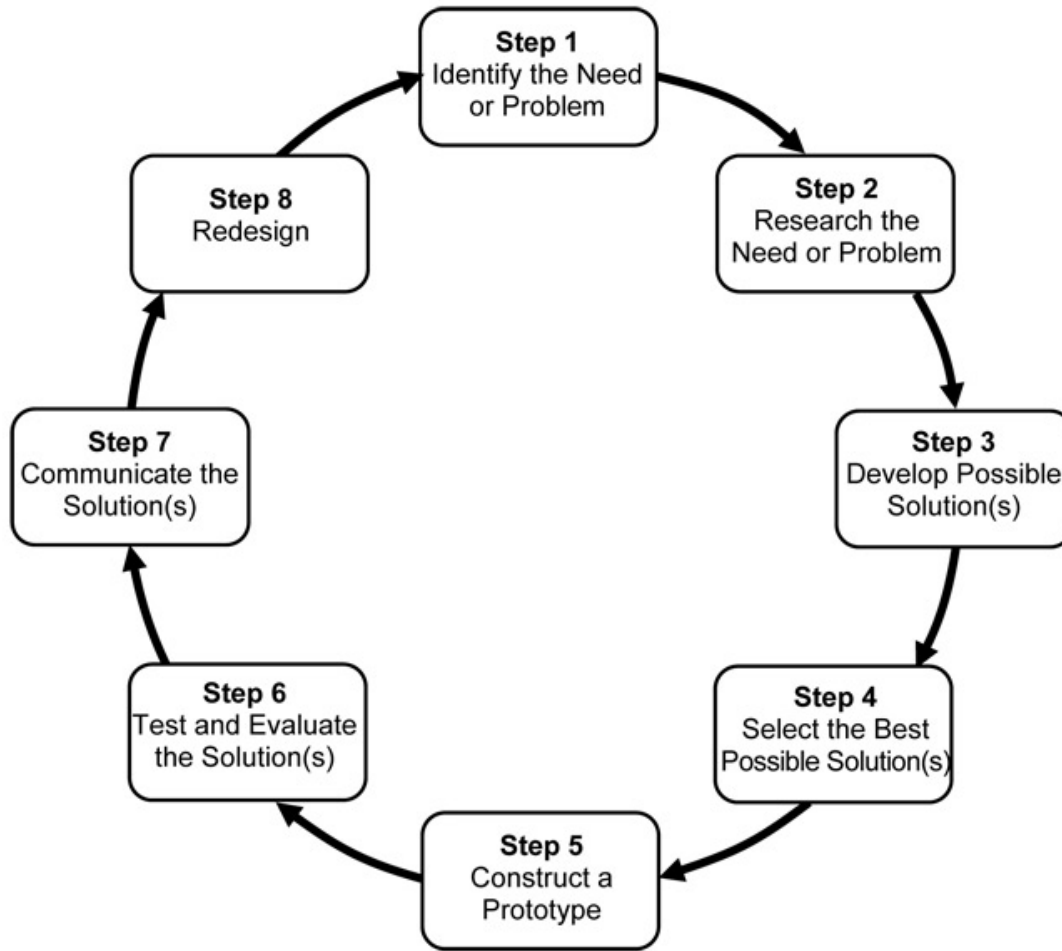 Step 1
Identify the Need
or Problem
Step 2
Research the
Need or Problem
Step 3
Develop Possible
Solution(s)
Step 4
Select the Best
Possible Solution(s)
Step 5
Construct a
Prototype
Step 6
Test and Evaluate
the Solution(s)
Step 7
Communicate the
Solution(s)
Step 8
Redesign